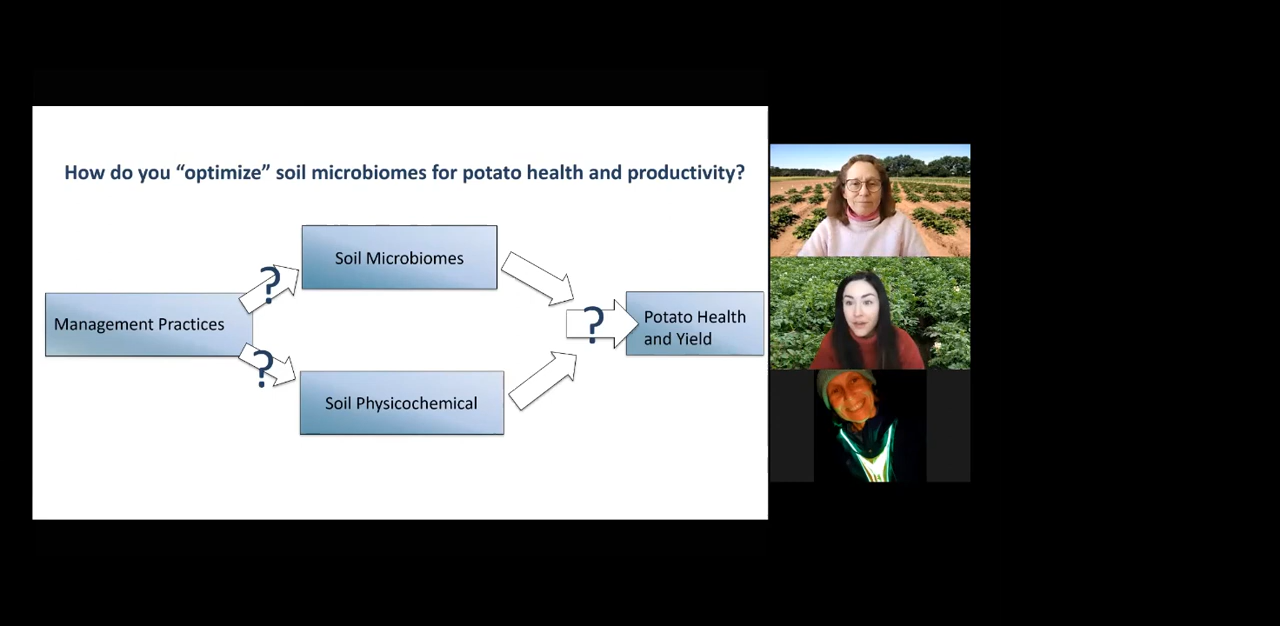 How do you “optimize” soil microbiomes for potato health and productivity?
Soil Microbiomes
?
Management Practices
?
Potato Health
and Yield
?
Soil Physicochemical